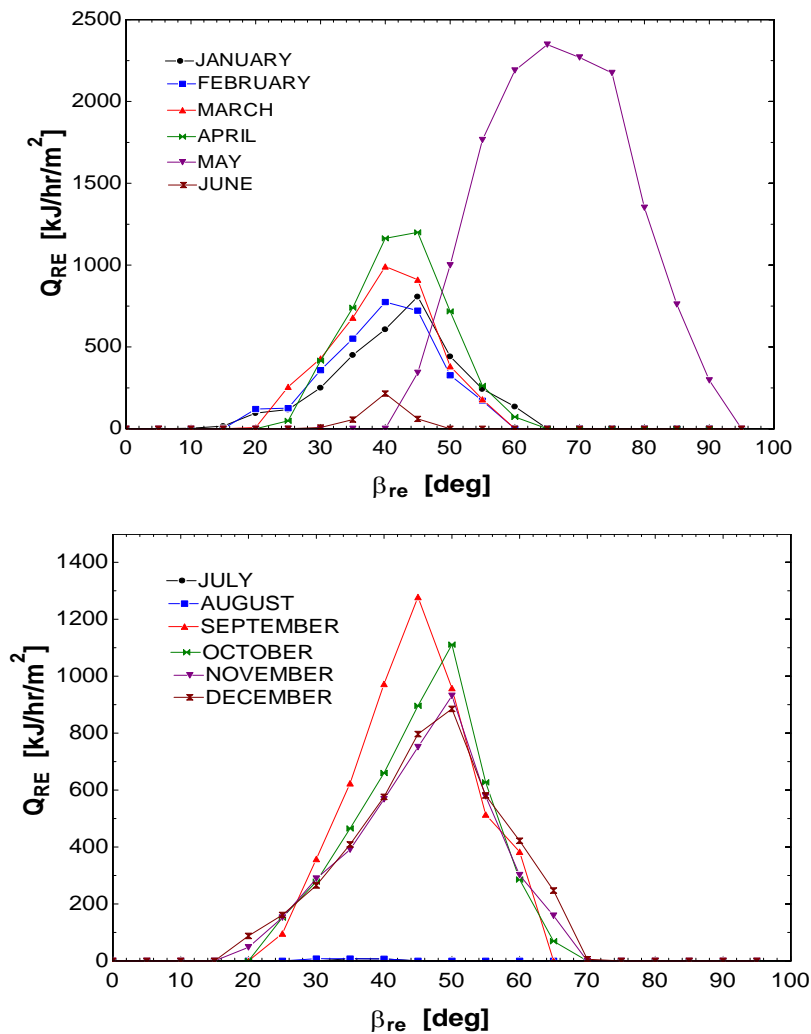 2500
2000
1500
1000
500
0
Q_RE [kJ/hr/m²]
JANUARY
FEBRUARY
MARCH
APRIL
MAY
JUNE
0 10 20 30 40 50 60 70 80 90 100
β_re [deg]
1400
1200
1000
800
600
400
200
0
Q_RE [kJ/hr/m²]
JULY
AUGUST
SEPTEMBER
OCTOBER
NOVEMBER
DECEMBER
0 10 20 30 40 50 60 70 80 90 100
β_re [deg]